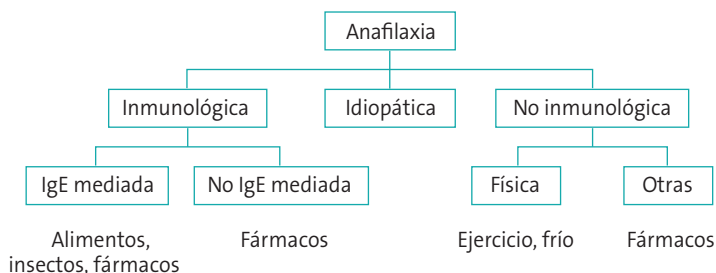 Anafilaxia
Inmunológica
Idiopática
No inmunológica
IgE mediada
No IgE mediada
Física
Otras
Alimentos,
insectos, fármacos
Fármacos
Ejercicio, frío
Fármacos